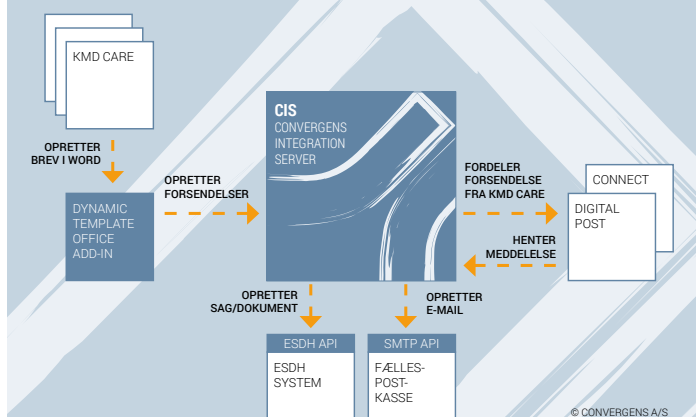 KMD CARE
OPRETTER
BREV I WORD
DYNAMIC
TEMPLATE
OFFICE
ADD-IN
OPRETTER
FORSENDELSER
CIS
CONVERGENS
INTEGRATION
SERVER
FORDELER
FORSENDELSE
FRA KMD CARE
CONNECT
DIGITAL
POST
HENTER
MEDDELELSE
OPRETTER
SAG/DOKUMENT
OPRETTER
E-MAIL
ESDH API
ESDH
SYSTEM
SMTP API
FÆLLES-
POST-
KASSE
© CONVERGENS A/S